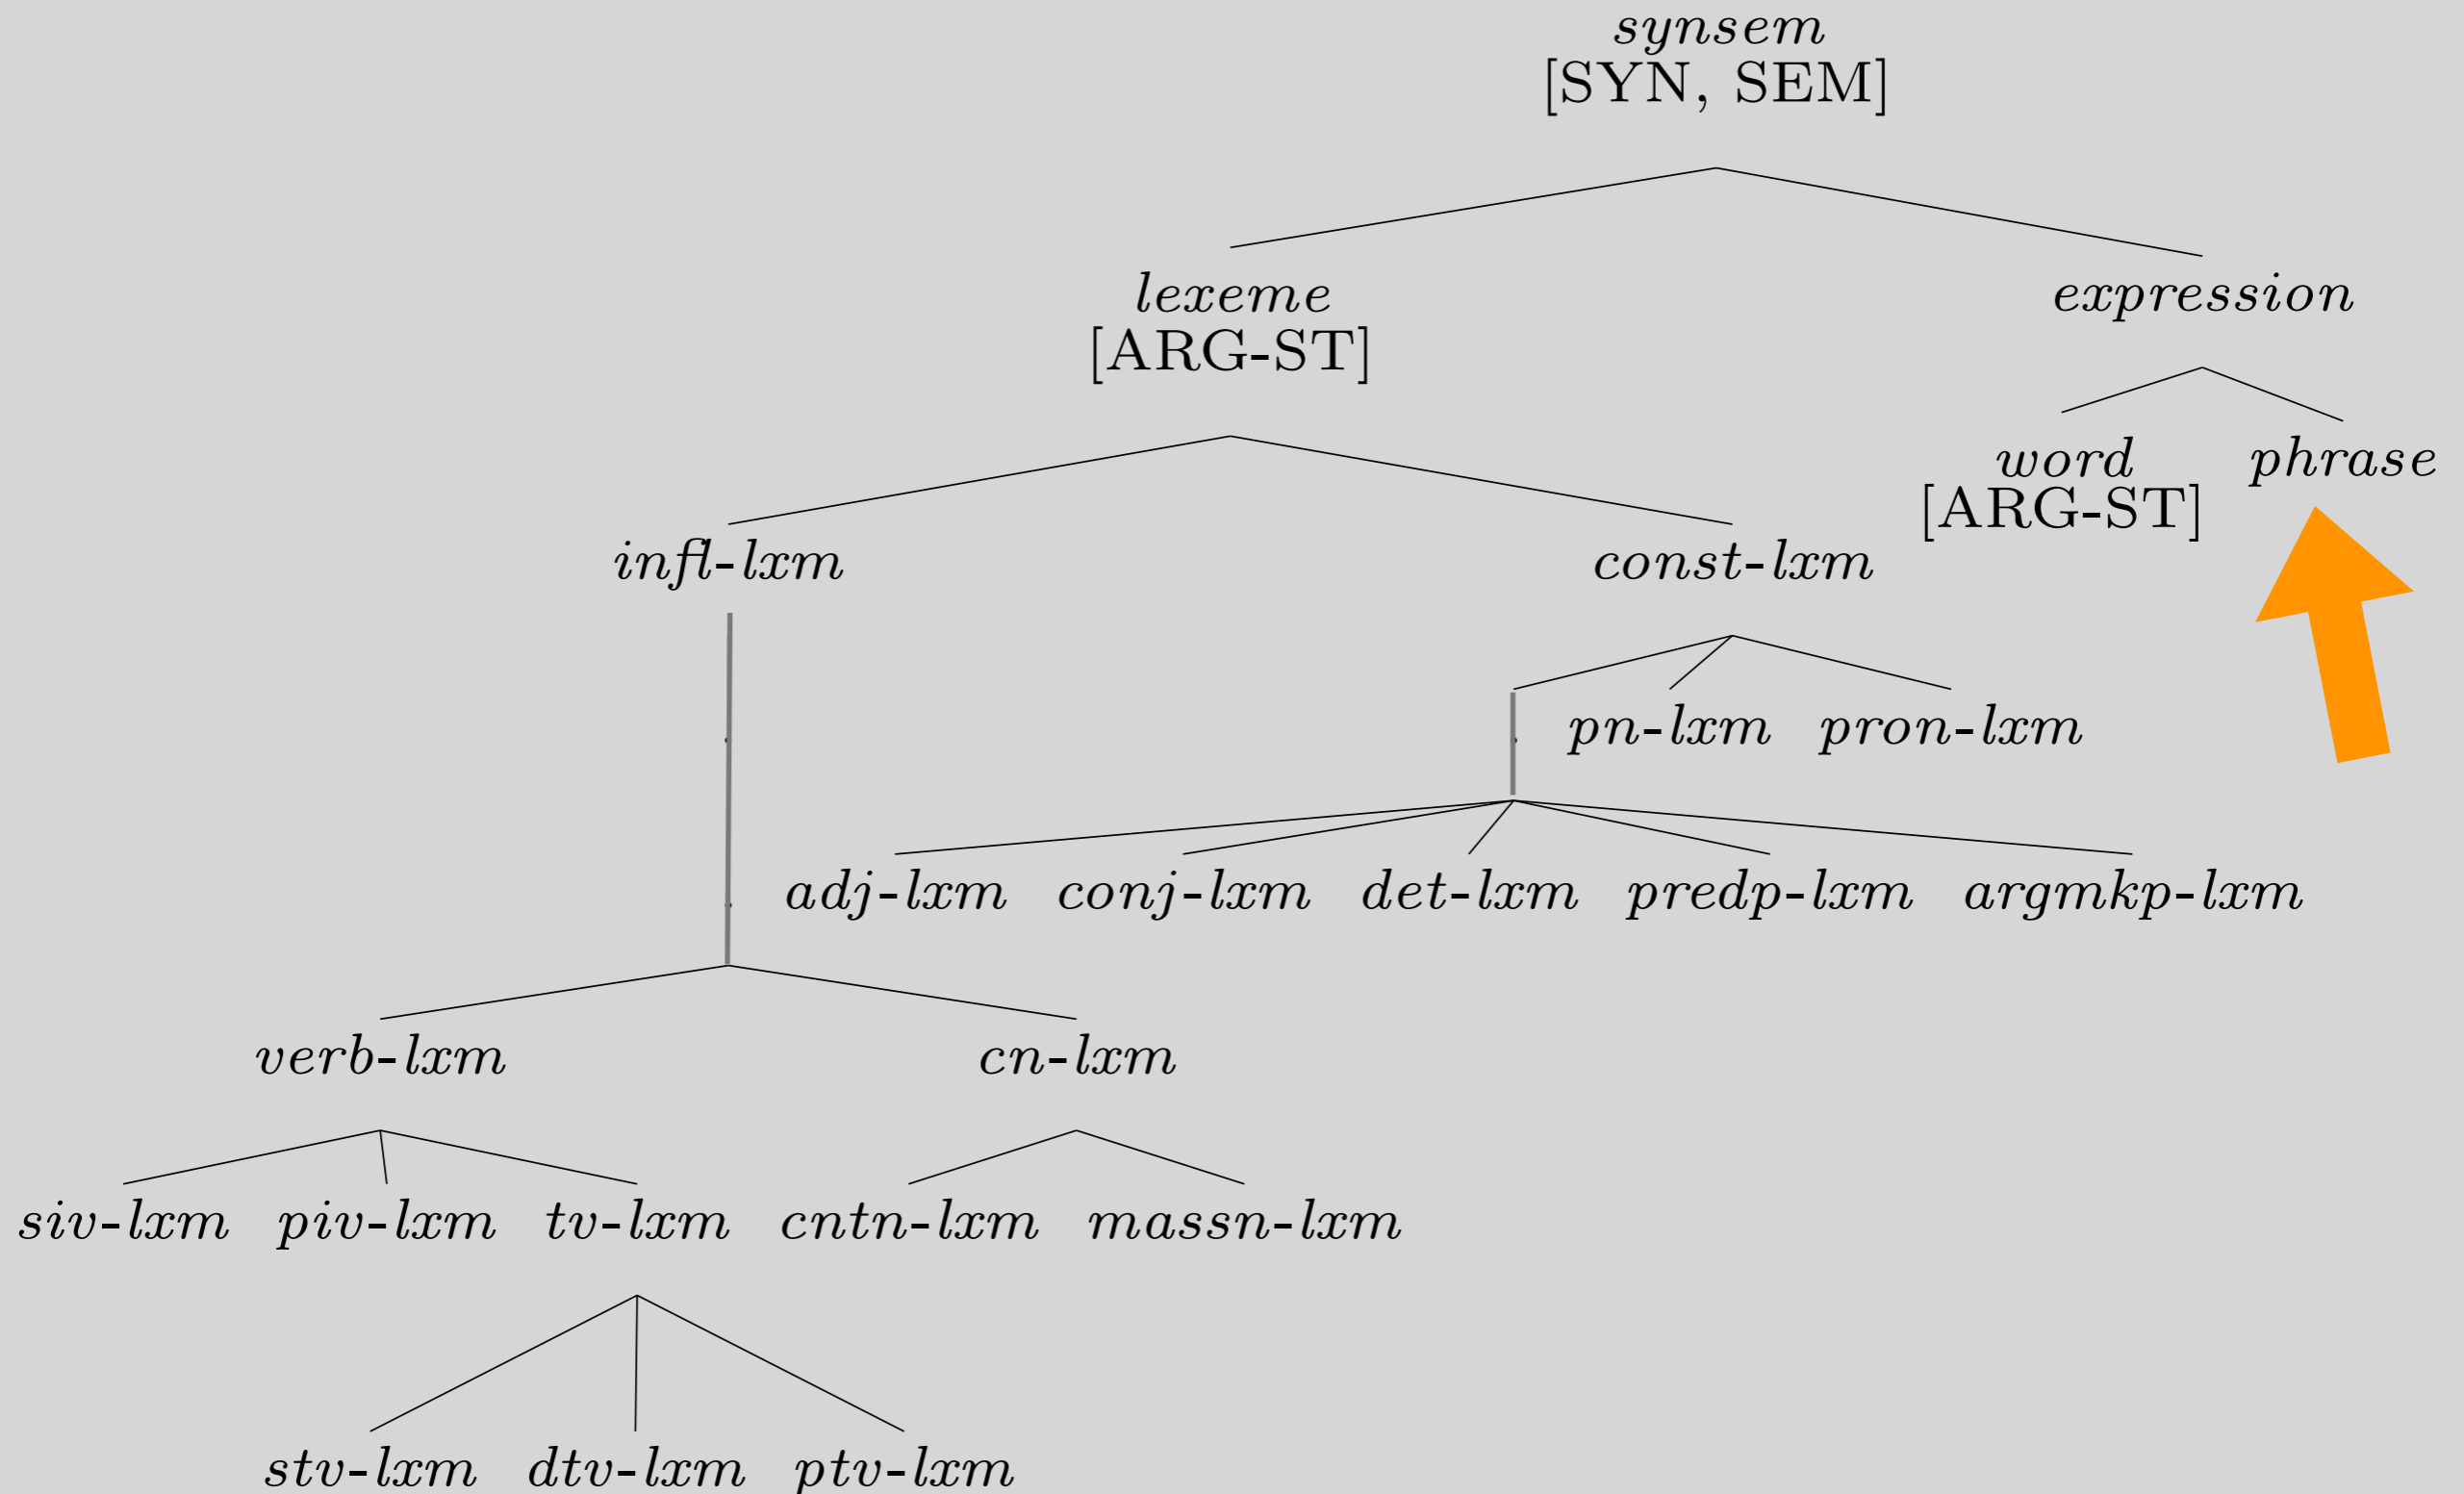 synsem
[SYN, SEM]
lexeme
[ARG-ST]
expression
word
[ARG-ST]
phrase
infl-lxm
const-lxm
pn-lxm pron-lxm
adj-lxm conj-lxm det-lxm predp-lxm argmkp-lxm
verb-lxm cn-lxm
siv-lxm piv-lxm tv-lxm cntn-lxm massn-lxm
stv-lxm dtv-lxm ptv-lxm